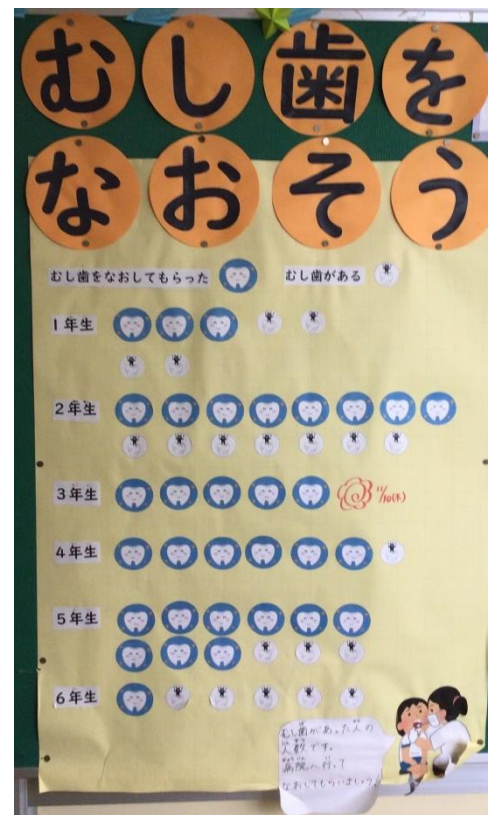 むし歯を
なおそう
むし歯をなおしてもらった
むし歯がある
1年生
2年生
3年生
11/10(木)
4年生
5年生
6年生
むし歯があった人の
人数です。
病院へ行って
なおしてもらいましょう。